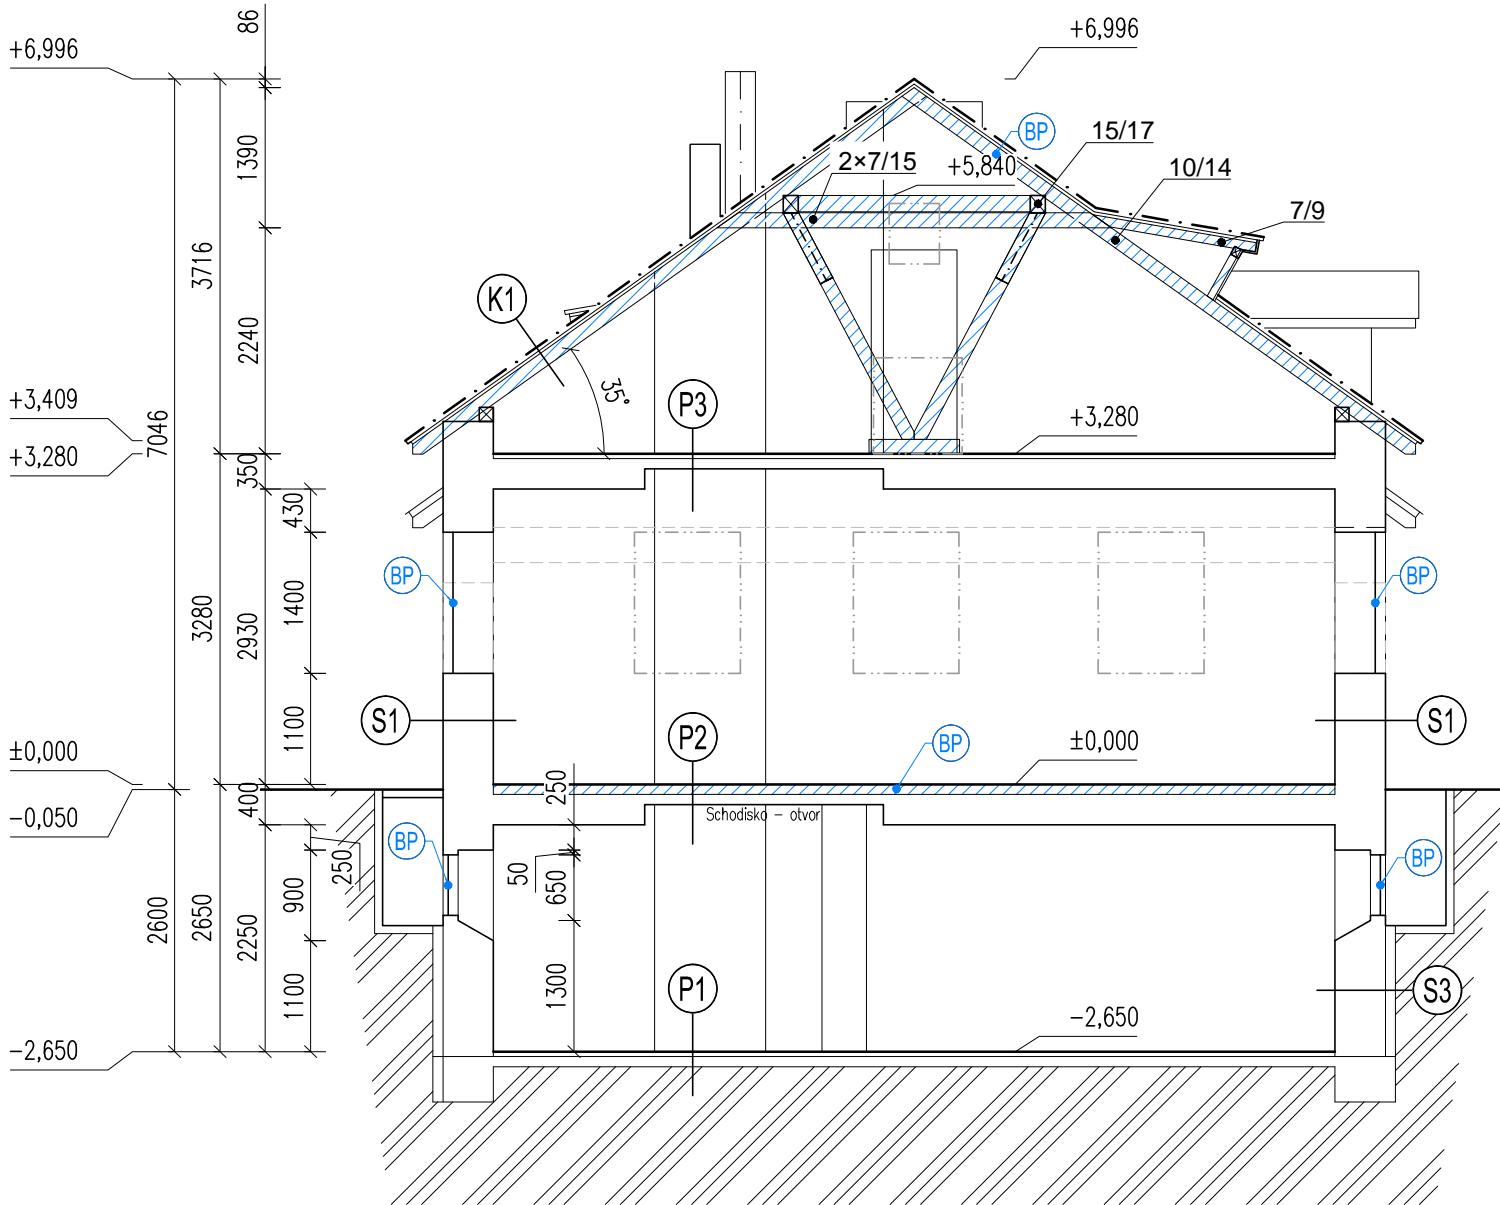 86
+6,996
+6,996
BP
15/17
1390
2×7/15
+5,840
10/14
7/9
3716
K1
2240
35°
+3,409
P3
+3,280
7046
+3,280
350
430
BP
BP
1400
3280
2930
S1
1100
P2
BP
±0,000
S1
±0,000
250
400
-0,050
Schodisko – otvor
BP
BP
250
50
650
900
2600
2650
2250
1100
1300
P1
S3
-2,650
-2,650